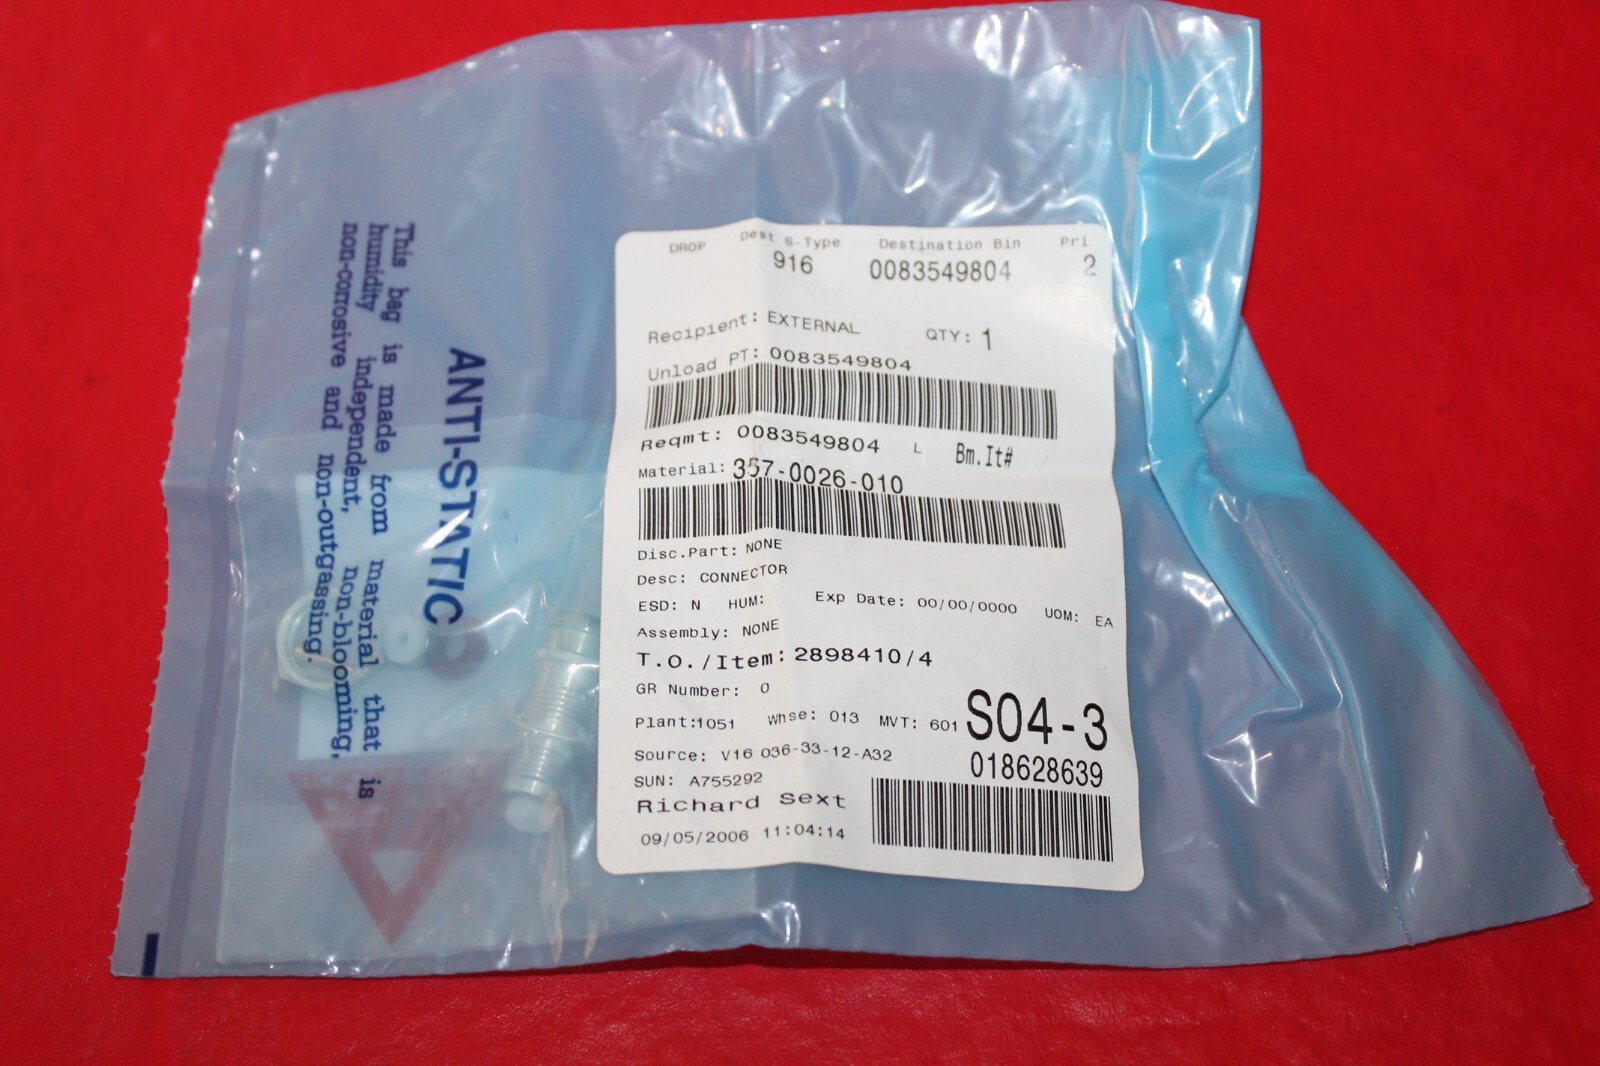 This bag is made from material that is
humidity independent, non-blooming,
non-corrosive and non-outgassing.
ANTI-STATIC
DROP Dest S-Type Destination Bin Pri
916 0083549804 2
Recipient: EXTERNAL QTY: 1
Unload PT: 0083549804
Reqmt: 0083549804 L Bm.It#
Material: 357-0026-010
Disc.Part: NONE
Desc: CONNECTOR
ESD: N HUM: Exp Date: 00/00/0000 UOM: EA
Assembly: NONE
T.O./Item: 2898410/4
GR Number: 0
Plant:1051 Whse: 013 MVT: 601 S04-3
Source: V16 036-33-12-A32 018628639
SUN: A755292
Richard Sext
09/05/2006 11:04:14